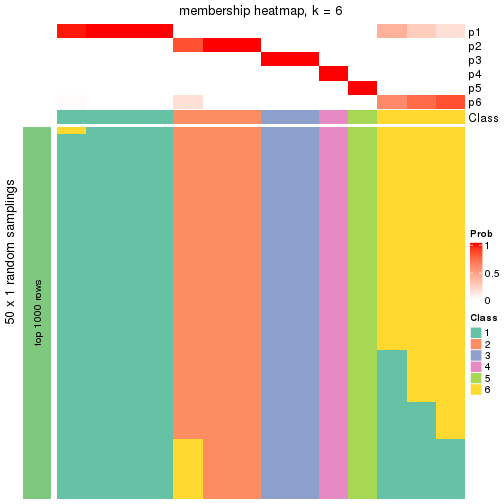 membership heatmap, k = 6
p1
p2
p3
p4
p5
p6
Class
50 x 1 random samplings
top 1000 rows
Prob
1
0.5
0
Class
1
2
3
4
5
6